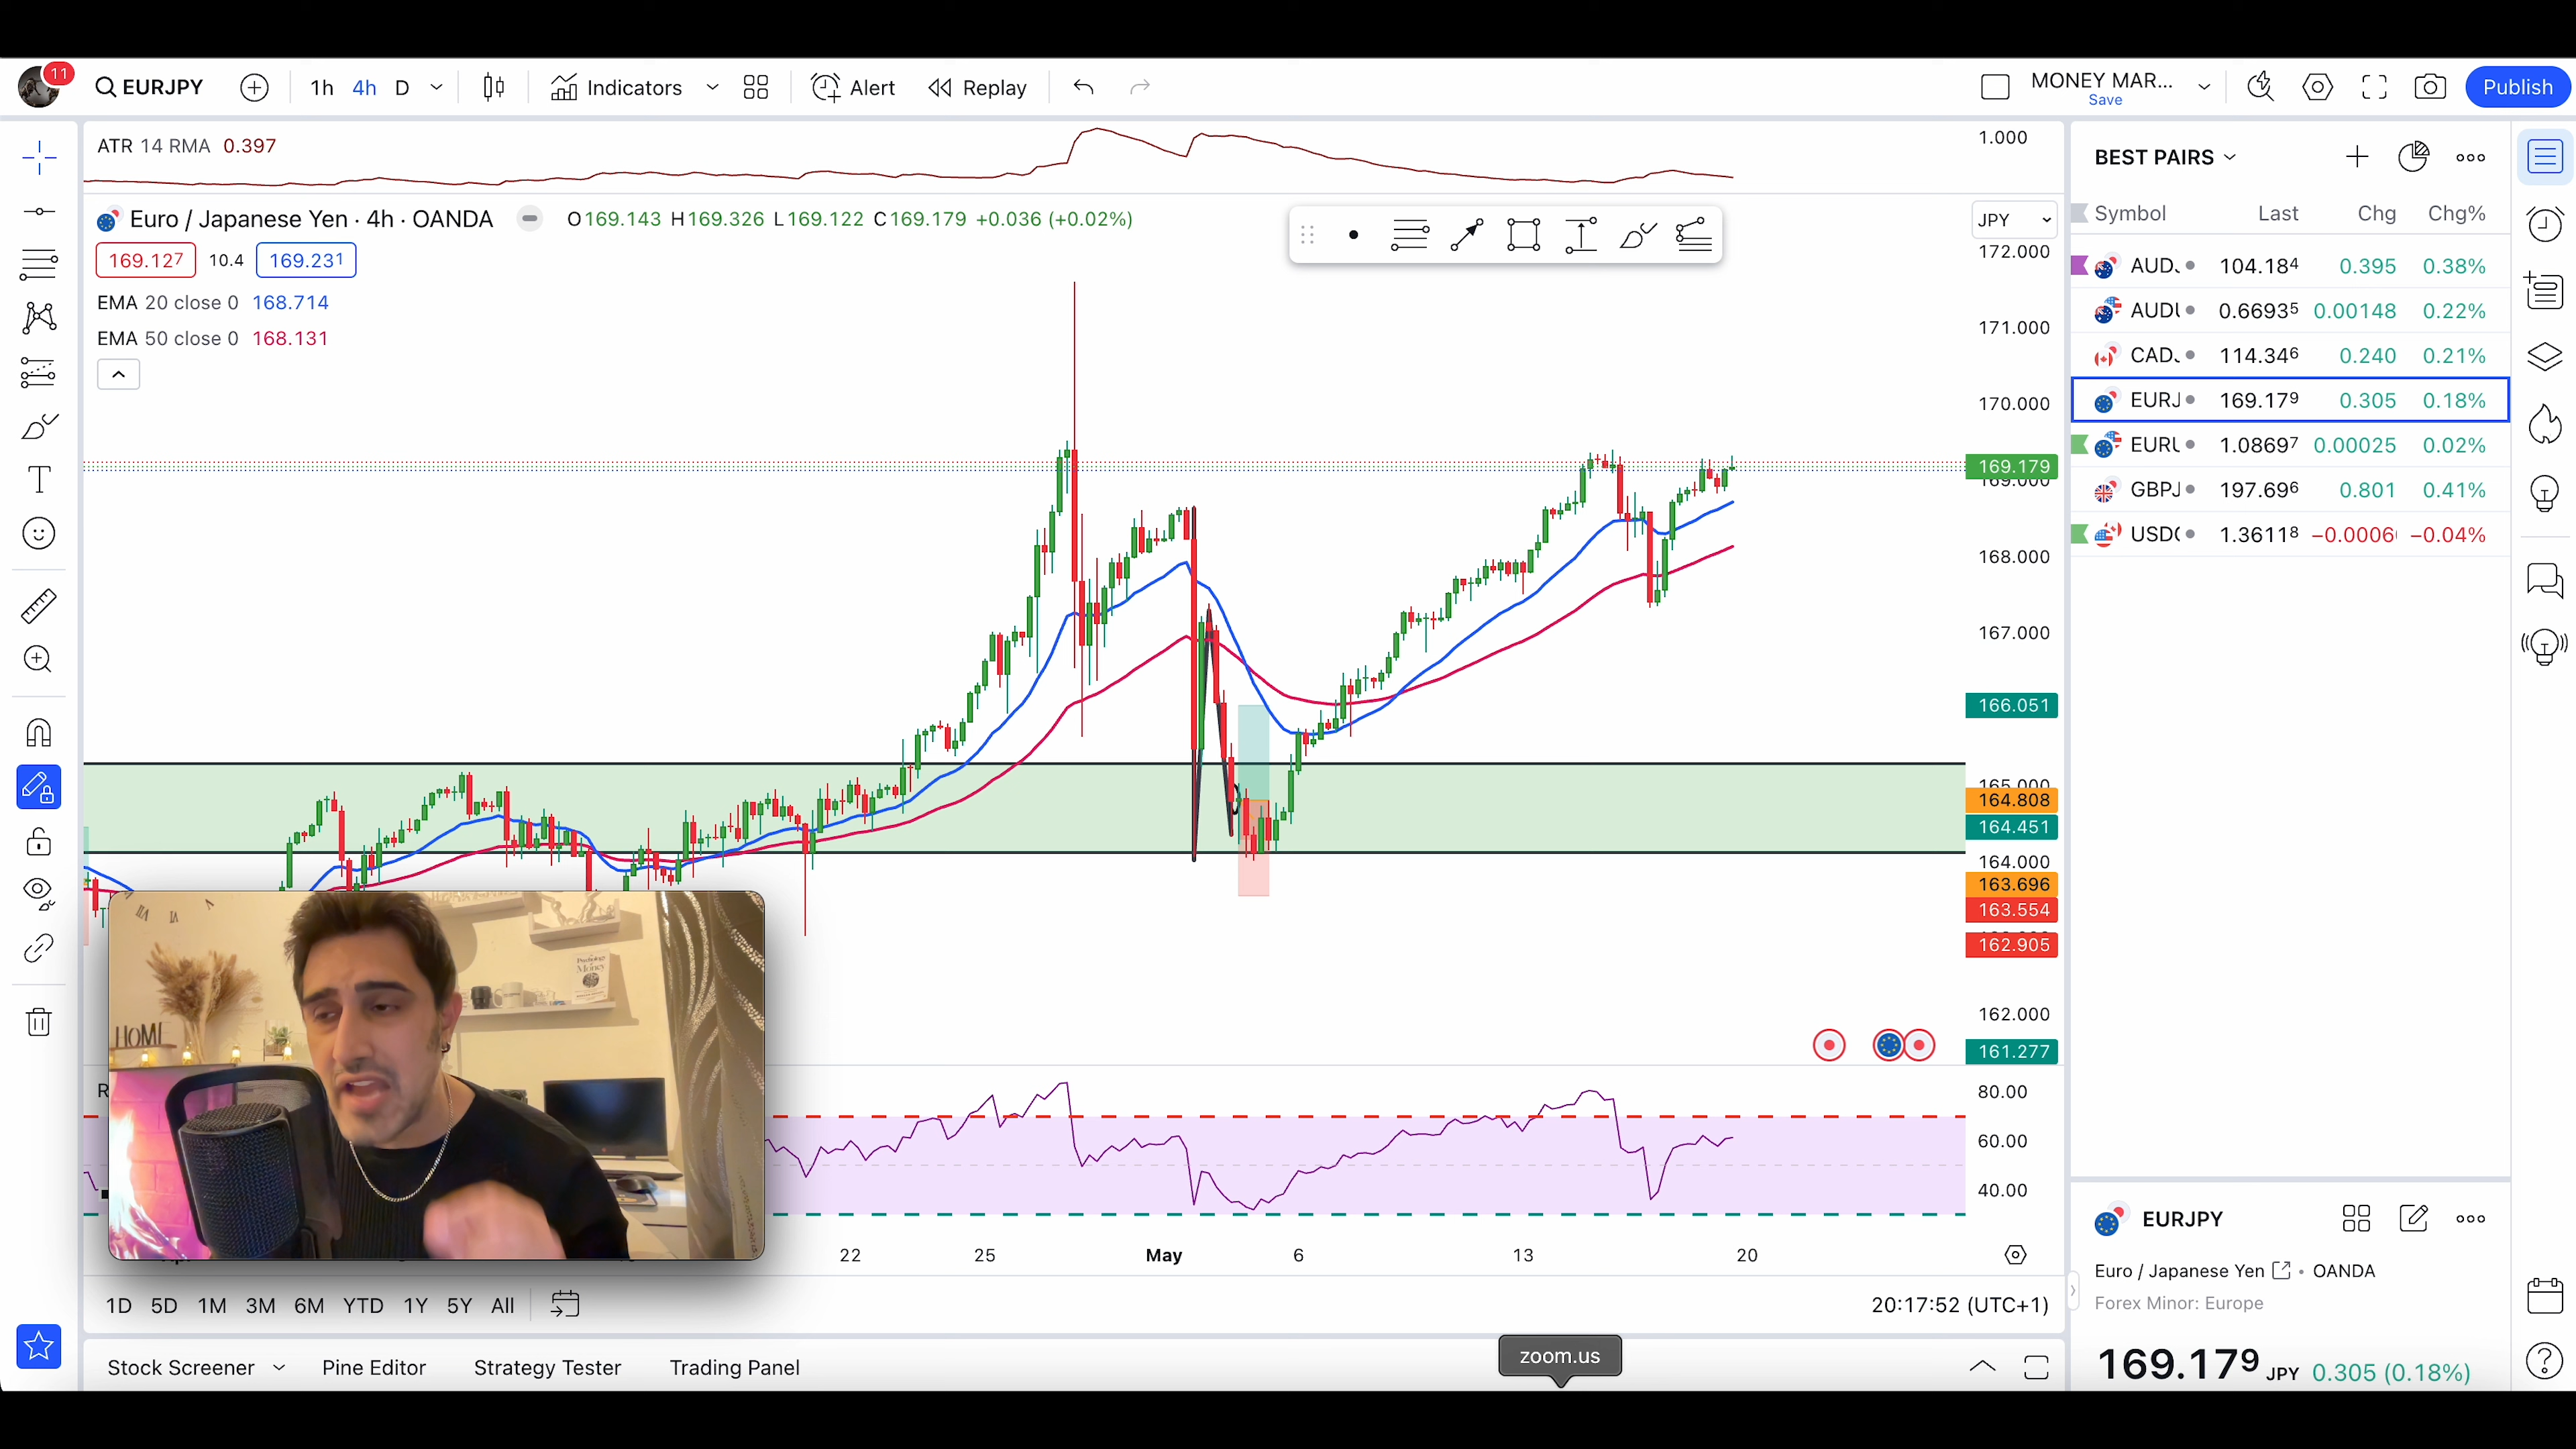 11
EURJPY
1h 4h D
Indicators
Alert
Replay
MONEY MAR...
Save
Publish
ATR 14 RMA 0.397
1.000
Euro / Japanese Yen · 4h · OANDA
O169.143 H169.326 L169.122 C169.179 +0.036 (+0.02%)
169.127 10.4 169.231
EMA 20 close 0 168.714
EMA 50 close 0 168.131
JPY
172.000
171.000
170.000
169.179
169.000
168.000
167.000
166.051
165.000
164.808
164.451
164.000
163.696
163.554
162.905
162.000
161.277
80.00
60.00
40.00
HOME
Money
22 25 May 6 13 20
1D 5D 1M 3M 6M YTD 1Y 5Y All
20:17:52 (UTC+1)
Stock Screener
Pine Editor
Strategy Tester
Trading Panel
zoom.us
BEST PAIRS
Symbol Last Chg Chg%
AUD. 104.184 0.395 0.38%
AUDU 0.66935 0.00148 0.22%
CAD. 114.346 0.240 0.21%
EURJ 169.179 0.305 0.18%
EURU 1.08697 0.00025 0.02%
GBPJ 197.696 0.801 0.41%
USDC 1.36118 −0.0006 −0.04%
EURJPY
Euro / Japanese Yen • OANDA
Forex Minor: Europe
169.179 JPY 0.305 (0.18%)